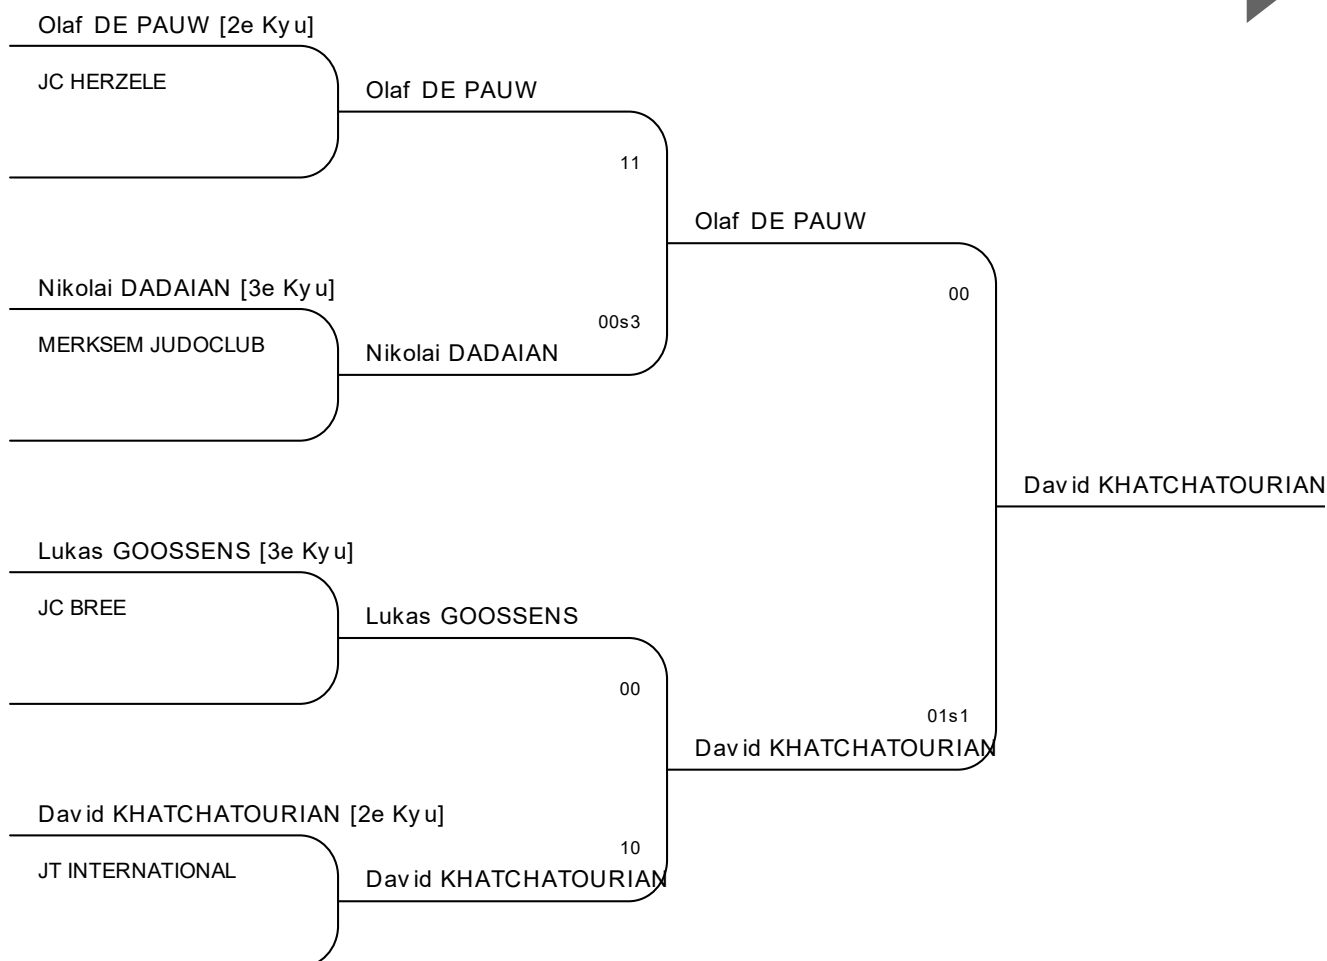 Olaf DE PAUW [2e Kyu]
JC HERZELE
Olaf DE PAUW
11
Olaf DE PAUW
Nikolai DADAIAN [3e Kyu]
00
00s3
MERKSEM JUDOCLUB
Nikolai DADAIAN
David KHATCHATOURIAN
Lukas GOOSSENS [3e Kyu]
JC BREE
Lukas GOOSSENS
00
01s1
David KHATCHATOURIAN
David KHATCHATOURIAN [2e Kyu]
10
JT INTERNATIONAL
David KHATCHATOURIAN